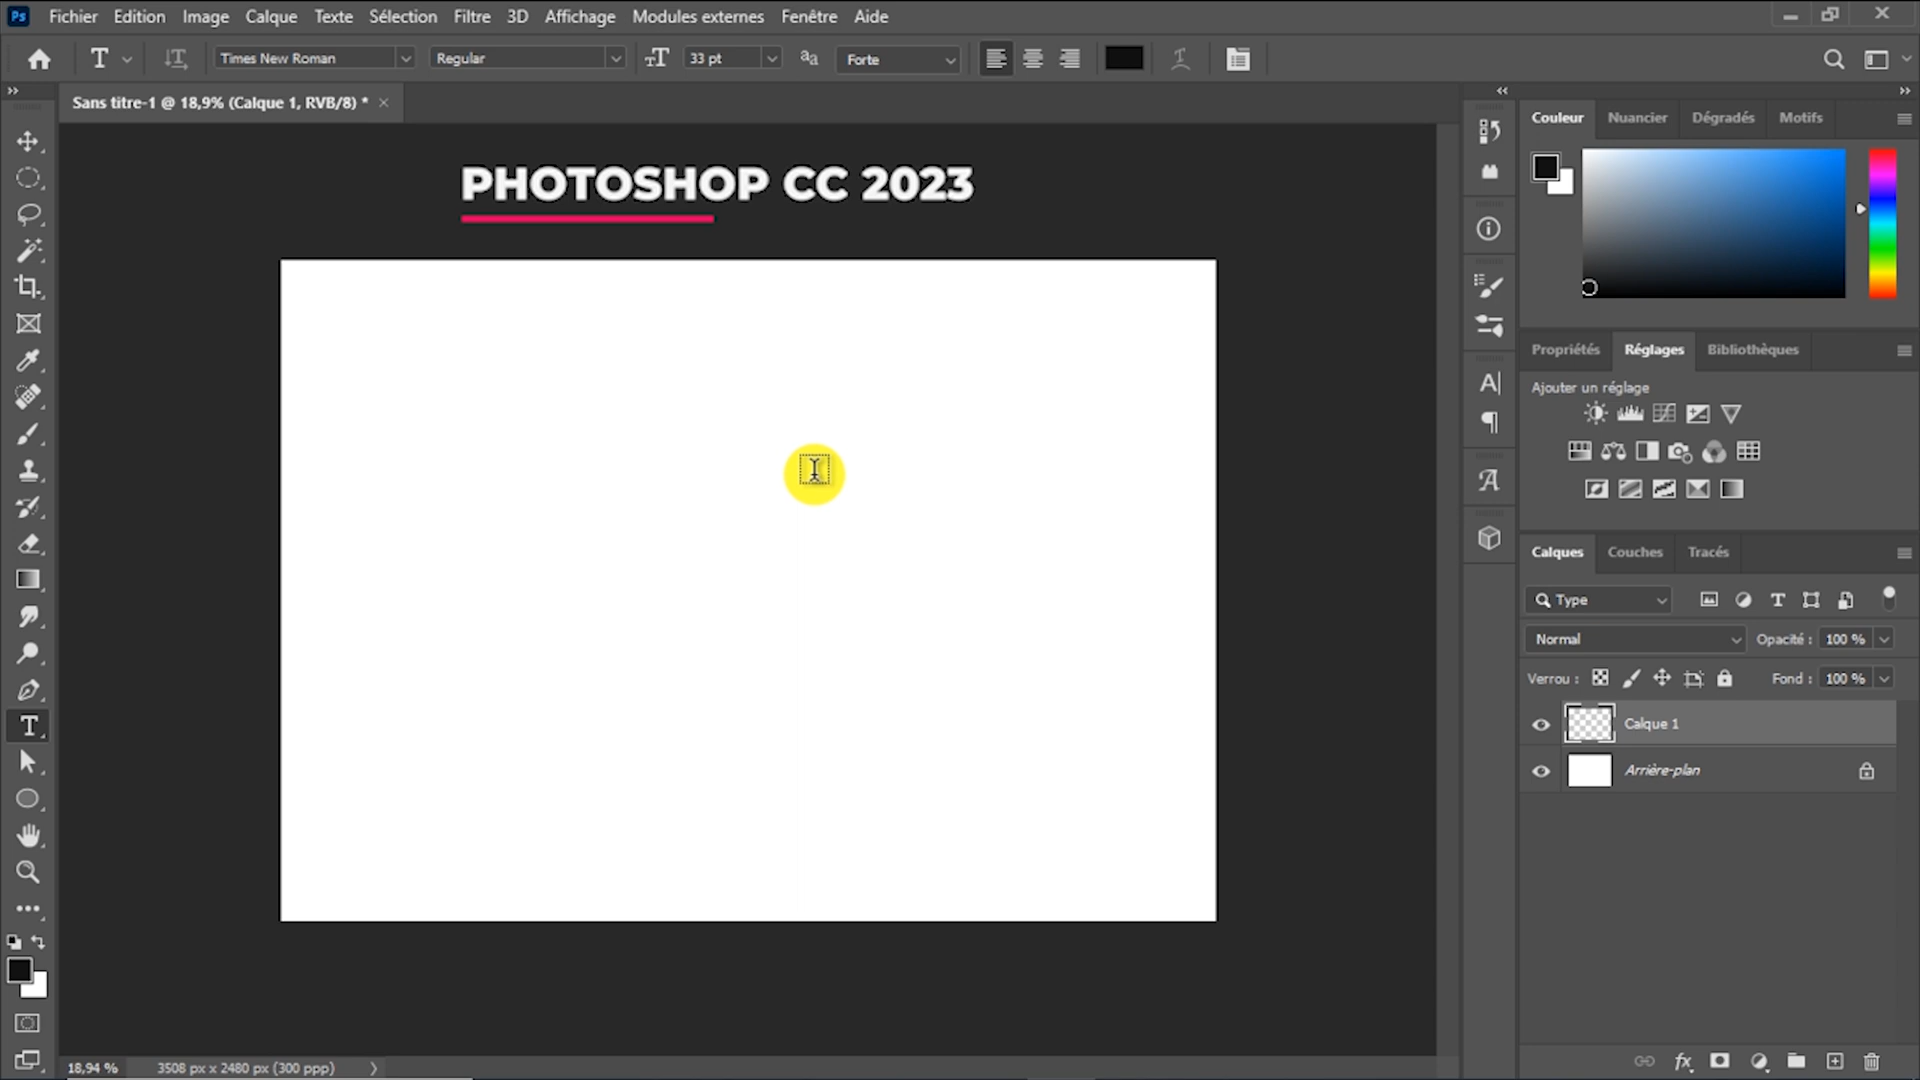 Ps Fichier Edition Image Calque Texte Sélection Filtre 3D Affichage Modules externes Fenêtre Aide
T Times New Roman Regular 33 pt aa Forte
Sans titre-1 @ 18,9% (Calque 1, RVB/8) *
PHOTOSHOP CC 2023
Couleur Nuancier Dégradés Motifs
Propriétés Réglages Bibliothèques
Ajouter un réglage
Calques Couches Tracés
Type
Normal Opacité : 100 %
Verrou : Fond : 100 %
Calque 1
Arrière-plan
18,94 % 3508 px x 2480 px (300 ppp)